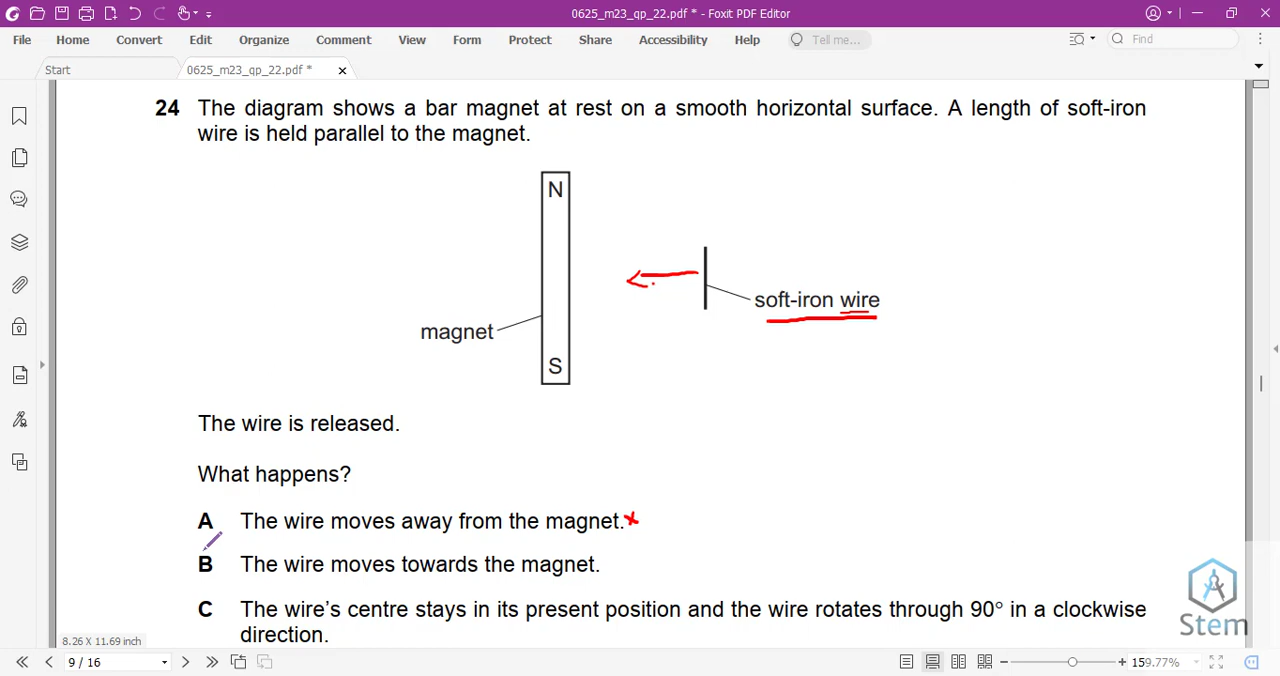 0625_m23_qp_22.pdf * - Foxit PDF Editor
File Home Convert Edit Organize Comment View Form Protect Share Accessibility Help Tell me... Find
Start 0625_m23_qp_22.pdf *
24 The diagram shows a bar magnet at rest on a smooth horizontal surface. A length of soft-iron
wire is held parallel to the magnet.
N
soft-iron wire
magnet
S
The wire is released.
What happens?
A The wire moves away from the magnet.
B The wire moves towards the magnet.
C The wire's centre stays in its present position and the wire rotates through 90° in a clockwise
direction.
Stem
8.26 X 11.69 inch
9 / 16 159.77%